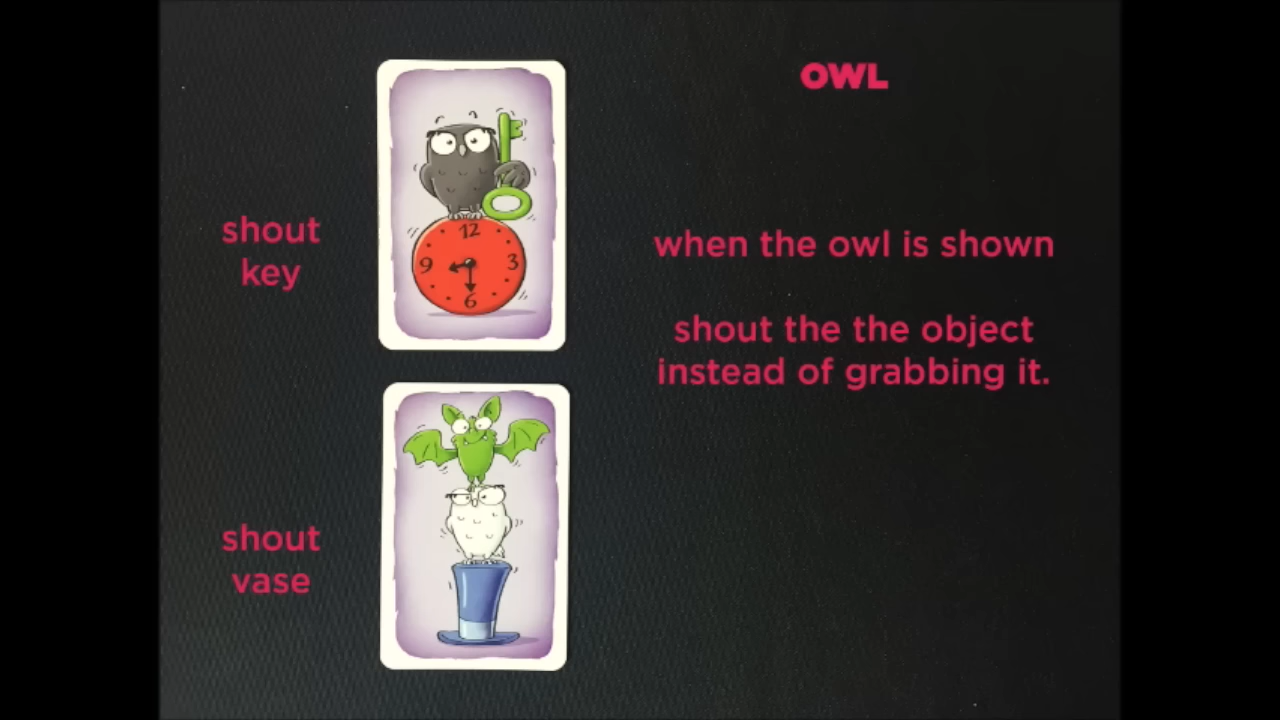 OWL
shout
key
when the owl is shown
shout the the object
instead of grabbing it.
shout
vase
12
9
3
6